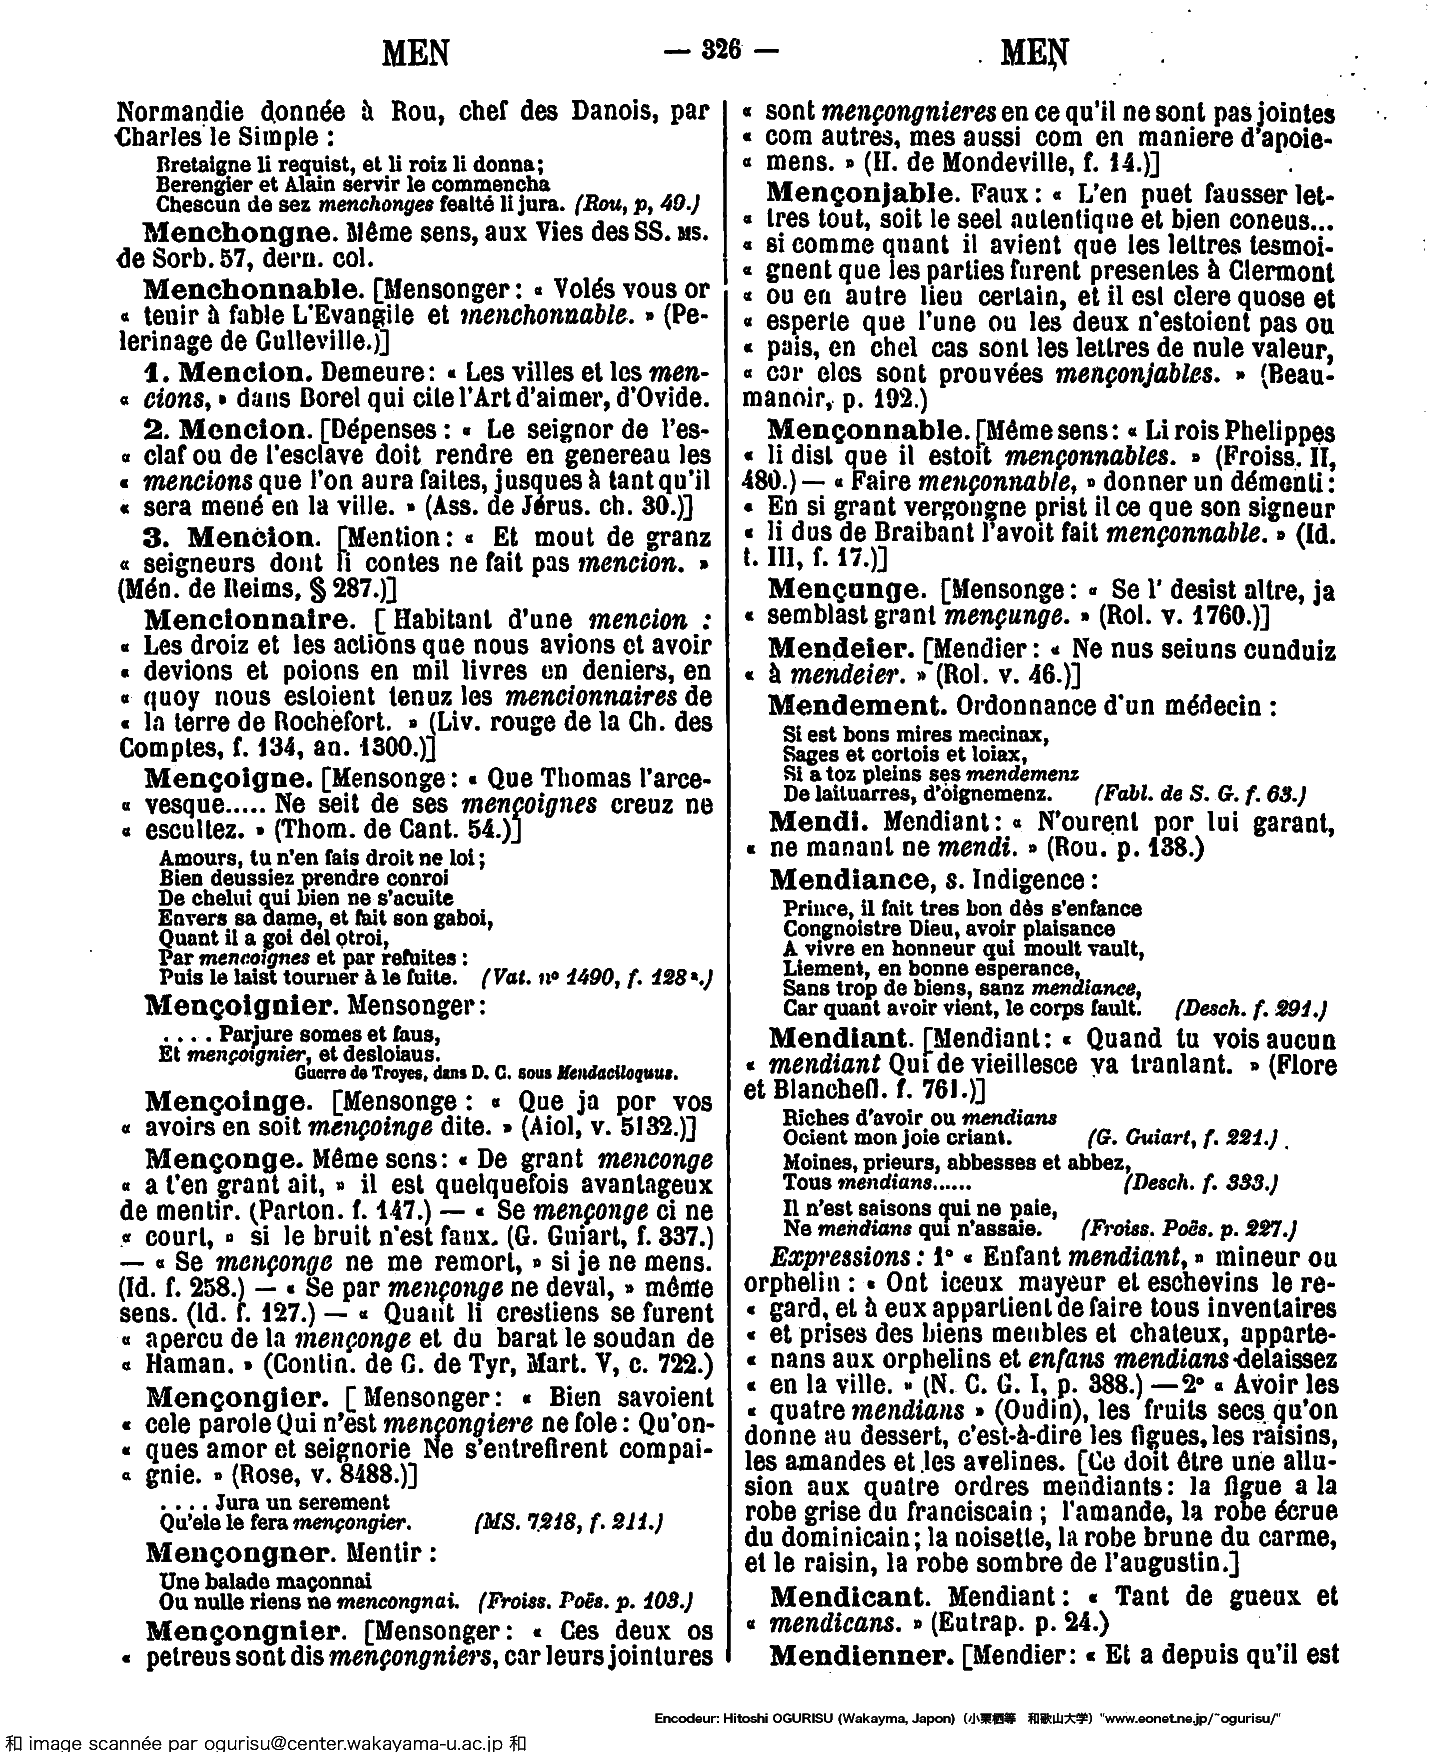 MEN — 326 — MEN
Normandie donnée à Rou, chef des Danois, par
Charles le Simple :
Bretaigne li requist, et li roiz li donna;
Berengier et Alain servir le commencha
Chescun de sez menchonges fealté li jura. (Rou, p, 49.)
Menchongne. Même sens, aux Vies des SS. MS.
de Sorb. 57, dern. col.
Menchonnable. [Mensonger : « Volés vous or
« tenir à fable L'Evangile et menchonnable. » (Pe-
lerinage de Gulleville.)]
1. Mencion. Demeure : « Les villes et les men-
« cions, » dans Borel qui cite l'Art d'aimer, d'Ovide.
2. Mencion. [Dépenses : « Le seignor de l'es-
« claf ou de l'esclave doit rendre en genereau les
« mencions que l'on aura faites, jusques à tant qu'il
« sera mené en la ville. » (Ass. de Jérus. ch. 30.)]
3. Mencion. [Mention : « Et mout de granz
« seigneurs dont li contes ne fait pas mencion. »
(Mén. de Reims, § 287.)]
Mencionnaire. [ Habitant d'une mencion :
« Les droiz et les actions que nous avions et avoir
« devions et poions en mil livres en deniers, en
« quoy nous estoient tenuz les mencionnaires de
« la terre de Rochefort. » (Liv. rouge de la Ch. des
Comptes, f. 134, an. 1300.)]
Mençoigne. [Mensonge : « Que Thomas l'arce-
« vesque..... Ne seit de ses mençoignes creuz ne
« escultez. » (Thom. de Cant. 54.)]
Amours, tu n'en fais droit ne loi ;
Bien deussiez prendre conroi
De chelui qui bien ne s'acuite
Envers sa dame, et fait son gaboi,
Quant il a goi del otroi,
Par mencoignes et par refuites :
Puis le laist tourner à le fuite. (Vat. nº 1490, f. 128ª.)
Mençoignier. Mensonger :
. . . . Parjure somes et faus,
Et mençoignier, et desloiaus.
Guerre de Troyes, dans D. C. sous Mendaciloquus.
Mençoinge. [Mensonge : « Que ja por vos
« avoirs en soit mençoinge dite. » (Aiol, v. 5132.)]
Mençonge. Même sens : « De grant menconge
« a t'en grant ait, » il est quelquefois avantageux
de mentir. (Parton. f. 147.) — « Se mençonge ci ne
« court, » si le bruit n'est faux. (G. Guiart, f. 337.)
— « Se mençonge ne me remort, » si je ne mens.
(Id. f. 258.) — « Se par mençonge ne deval, » même
sens. (Id. f. 127.) — « Quant li crestiens se furent
« apercu de la mençonge et du barat le soudan de
« Haman. » (Contin. de G. de Tyr, Mart. V, c. 722.)
Mençongier. [ Mensonger : « Bien savoient
« cele parole Qui n'est mençongiere ne fole : Qu'on-
« ques amor et seignorie Ne s'entrefirent compai-
« gnie. » (Rose, v. 8488.)]
. . . . Jura un serement
Qu'ele le fera mençongier. (MS. 7218, f. 211.)
Mençongner. Mentir :
Une balade maçonnai
Ou nulle riens ne mencongnai. (Froiss. Poës. p. 103.)
Mençongnier. [Mensonger : « Ces deux os
« petreus sont dis mençongniers, car leurs jointures
« sont mençongnieres en ce qu'il ne sont pas jointes
« com autres, mes aussi com en maniere d'apoie-
« mens. » (H. de Mondeville, f. 14.)]
Mençonjable. Faux : « L'en puet fausser let-
« tres tout, soit le seel autentique et bien coneus...
« si comme quant il avient que les lettres tesmoi-
« gnent que les parties furent presentes à Clermont
« ou en autre lieu certain, et il est clere quose et
« esperte que l'une ou les deux n'estoient pas ou
« païs, en chel cas sont les lettres de nule valeur,
« car eles sont prouvées mençonjables. » (Beau-
manoir, p. 192.)
Mençonnable. [Même sens : « Li rois Phelippes
« li dist que il estoit mençonnables. » (Froiss. II,
480.) — « Faire mençonnable, » donner un démenti :
« En si grant vergongne prist il ce que son signeur
« li dus de Braibant l'avoit fait mençonnable. » (Id.
t. III, f. 17.)]
Mençunge. [Mensonge : « Se l' desist altre, ja
« semblast grant mençunge. » (Rol. v. 1760.)]
Mendeier. [Mendier : « Ne nus seiuns cunduiz
« à mendeier. » (Rol. v. 46.)]
Mendement. Ordonnance d'un médecin :
Si est bons mires mecinax,
Sages et cortois et loiax,
Si a toz pleins ses mendemenz
De laituarres, d'oignemenz. (Fabl. de S. G. f. 63.)
Mendi. Mendiant : « N'ourent por lui garant,
« ne manant ne mendi. » (Rou. p. 138.)
Mendiance, s. Indigence :
Prince, il fait tres bon dès s'enfance
Congnoistre Dieu, avoir plaisance
A vivre en honneur qui moult vault,
Liement, en bonne esperance,
Sans trop de biens, sanz mendiance,
Car quant avoir vient, le corps fault. (Desch. f. 291.)
Mendiant. [Mendiant : « Quand tu vois aucun
« mendiant Qui de vieillesce va tranlant. » (Flore
et Blanchefl. f. 761.)]
Riches d'avoir ou mendians
Ocient mon joie criant. (G. Guiart, f. 221.)
Moines, prieurs, abbesses et abbez,
Tous mendians...... (Desch. f. 333.)
Il n'est saisons qui ne paie,
Ne mendians qui n'assaie. (Froiss. Poës. p. 227.)
Expressions : 1° « Enfant mendiant, » mineur ou
orphelin : « Ont iceux mayeur et eschevins le re-
« gard, et à eux appartient de faire tous inventaires
« et prises des biens meubles et chateux, apparte-
« nans aux orphelins et enfans mendians delaissez
« en la ville. » (N. C. G. I, p. 388.) — 2° « Avoir les
« quatre mendians » (Oudin), les fruits secs qu'on
donne au dessert, c'est-à-dire les figues, les raisins,
les amandes et les avelines. [Ce doit être une allu-
sion aux quatre ordres mendiants : la figue a la
robe grise du franciscain ; l'amande, la robe écrue
du dominicain ; la noisette, la robe brune du carme,
et le raisin, la robe sombre de l'augustin.]
Mendicant. Mendiant : « Tant de gueux et
« mendicans. » (Eutrap. p. 24.)
Mendienner. [Mendier : « Et a depuis qu'il est
Encodeur: Hitoshi OGURISU (Wakayma, Japon) (小栗栖等 和歌山大学) "www.eonet.ne.jp/~ogurisu/"
和 image scannée par ogurisu@center.wakayama-u.ac.jp 和